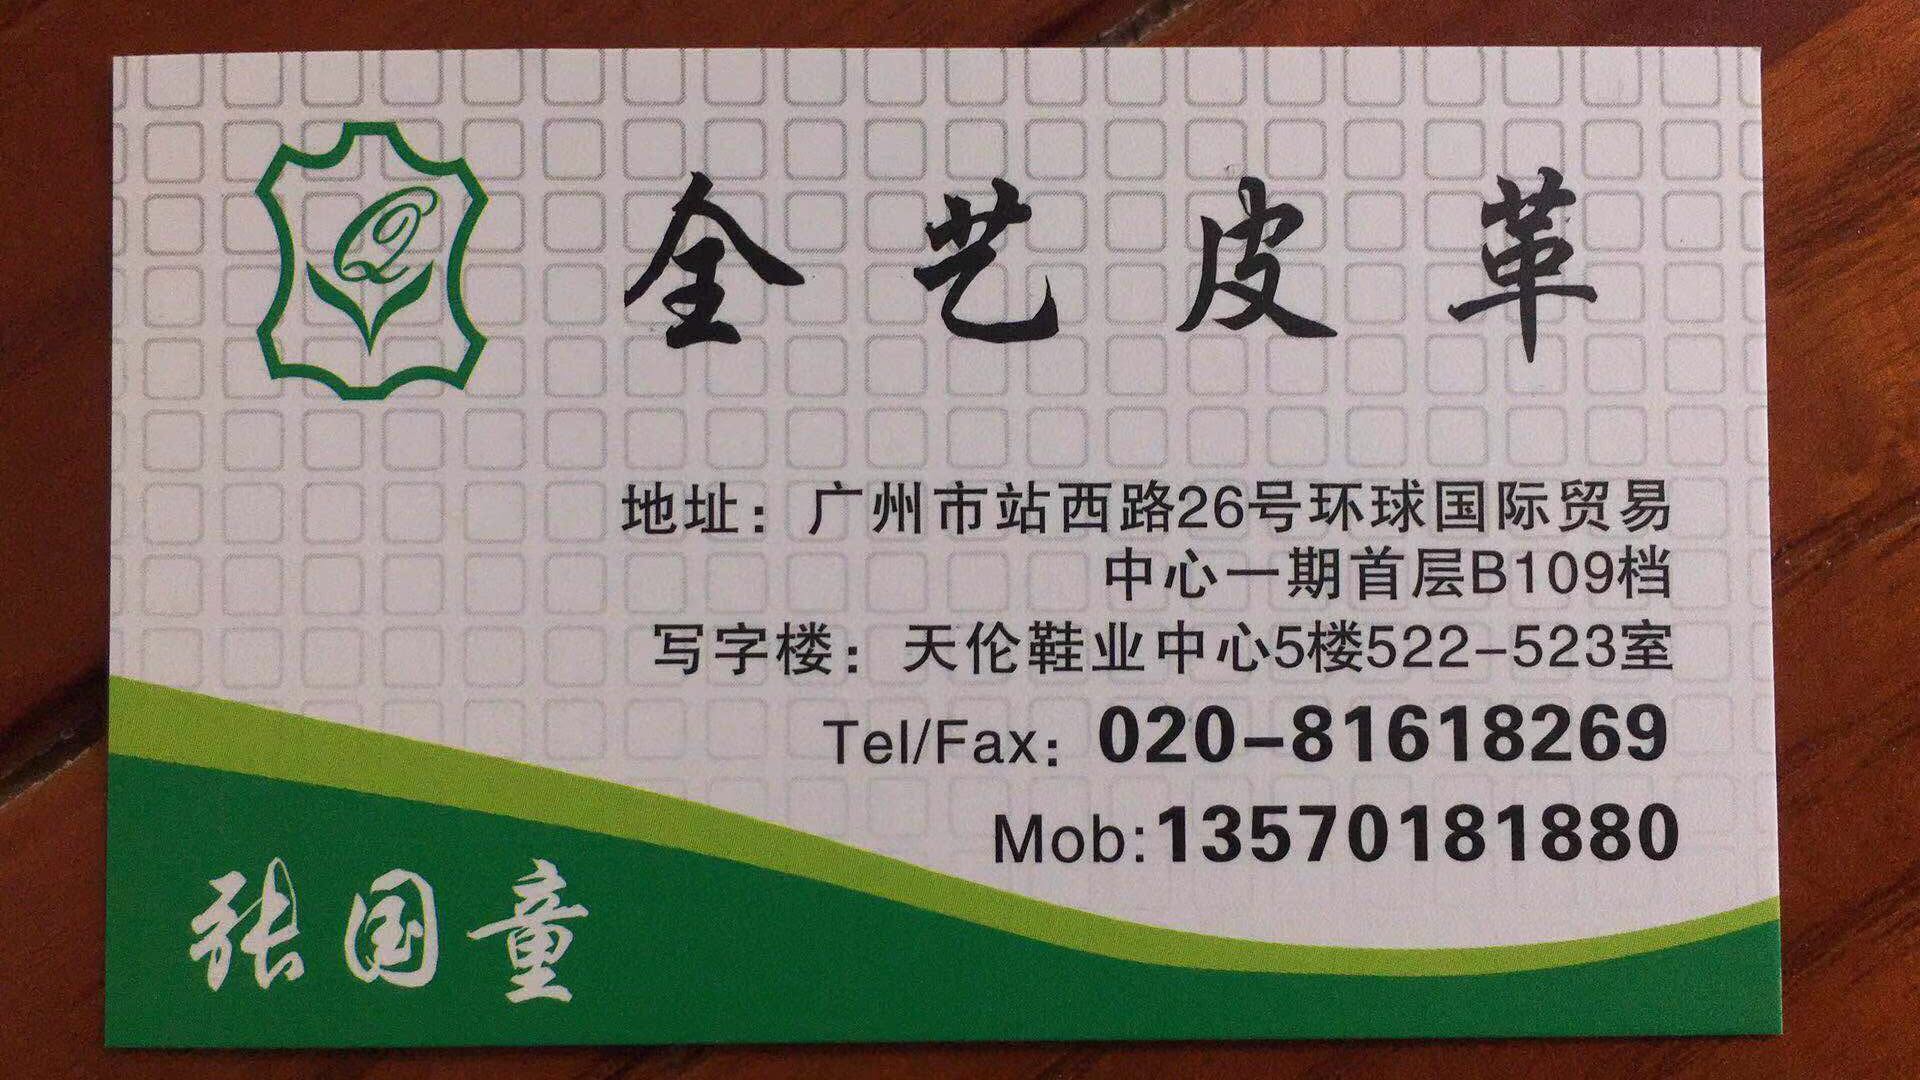 Q
全艺皮革
地址：广州市站西路26号环球国际贸易
中心一期首层B109档
写字楼：天伦鞋业中心5楼522-523室
Tel/Fax：020-81618269
Mob:13570181880
张国童